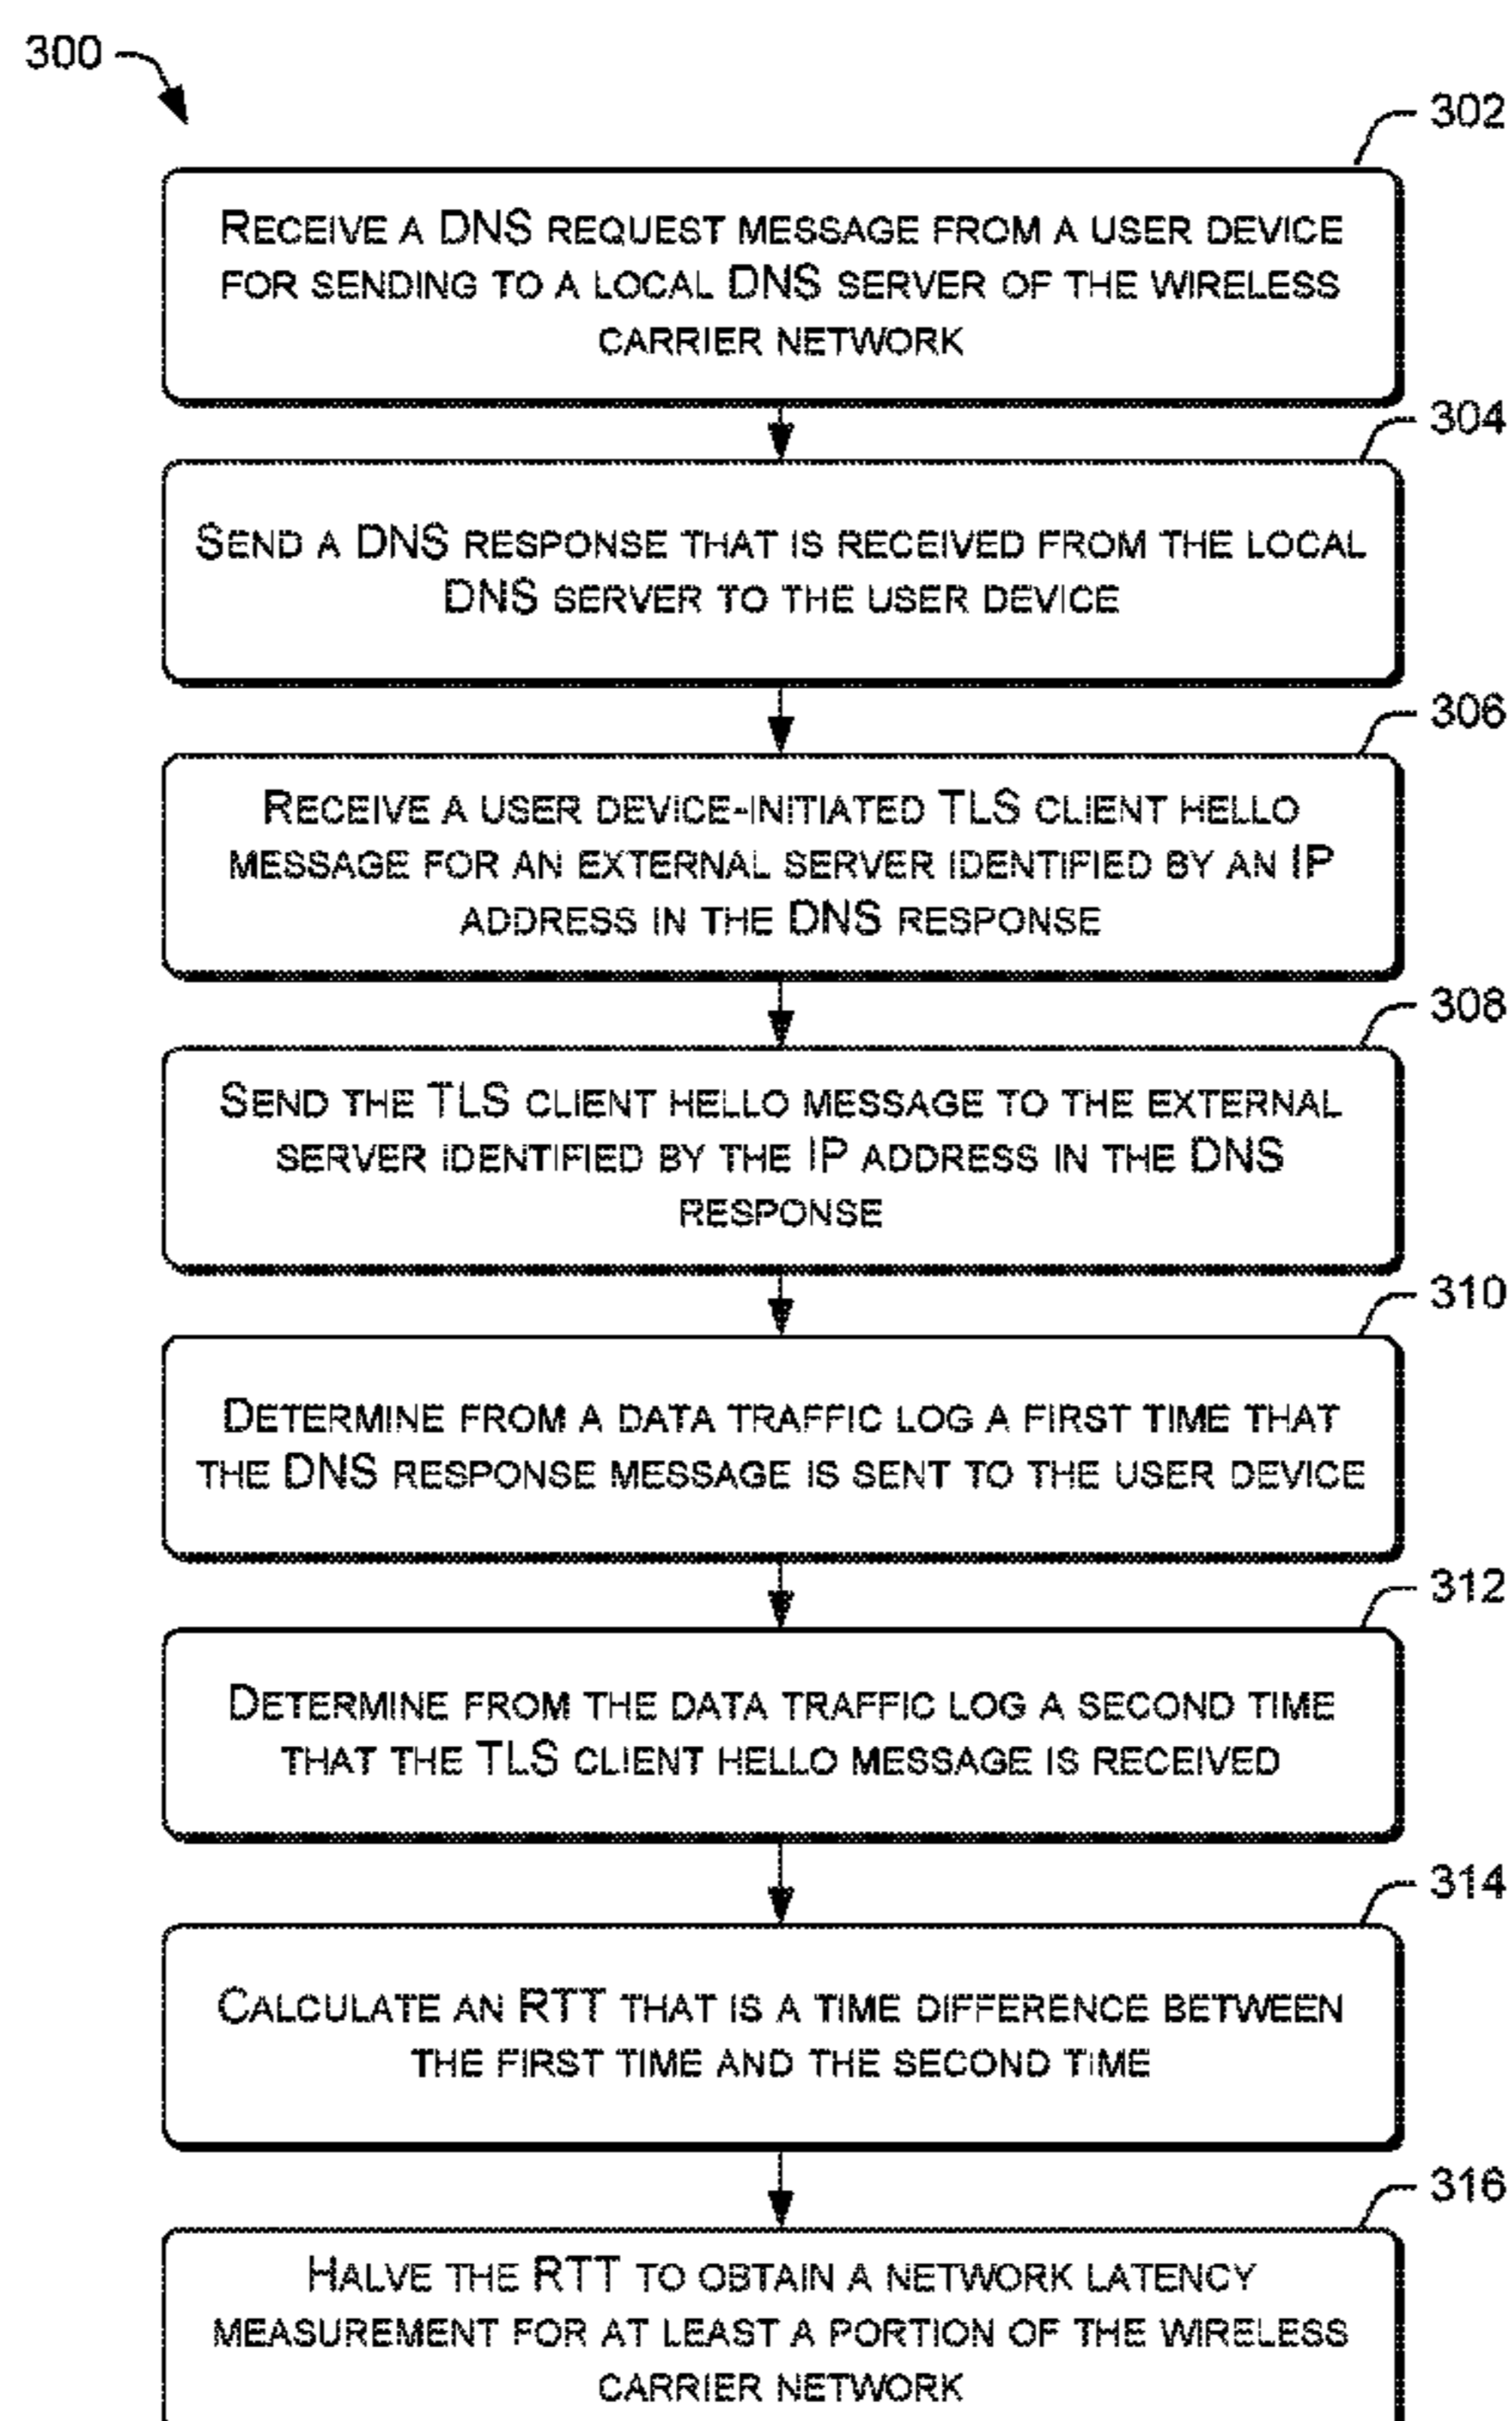 300
302
RECEIVE A DNS REQUEST MESSAGE FROM A USER DEVICE
FOR SENDING TO A LOCAL DNS SERVER OF THE WIRELESS
CARRIER NETWORK
304
SEND A DNS RESPONSE THAT IS RECEIVED FROM THE LOCAL
DNS SERVER TO THE USER DEVICE
306
RECEIVE A USER DEVICE-INITIATED TLS CLIENT HELLO
MESSAGE FOR AN EXTERNAL SERVER IDENTIFIED BY AN IP
ADDRESS IN THE DNS RESPONSE
308
SEND THE TLS CLIENT HELLO MESSAGE TO THE EXTERNAL
SERVER IDENTIFIED BY THE IP ADDRESS IN THE DNS
RESPONSE
310
DETERMINE FROM A DATA TRAFFIC LOG A FIRST TIME THAT
THE DNS RESPONSE MESSAGE IS SENT TO THE USER DEVICE
312
DETERMINE FROM THE DATA TRAFFIC LOG A SECOND TIME
THAT THE TLS CLIENT HELLO MESSAGE IS RECEIVED
314
CALCULATE AN RTT THAT IS A TIME DIFFERENCE BETWEEN
THE FIRST TIME AND THE SECOND TIME
316
HALVE THE RTT TO OBTAIN A NETWORK LATENCY
MEASUREMENT FOR AT LEAST A PORTION OF THE WIRELESS
CARRIER NETWORK